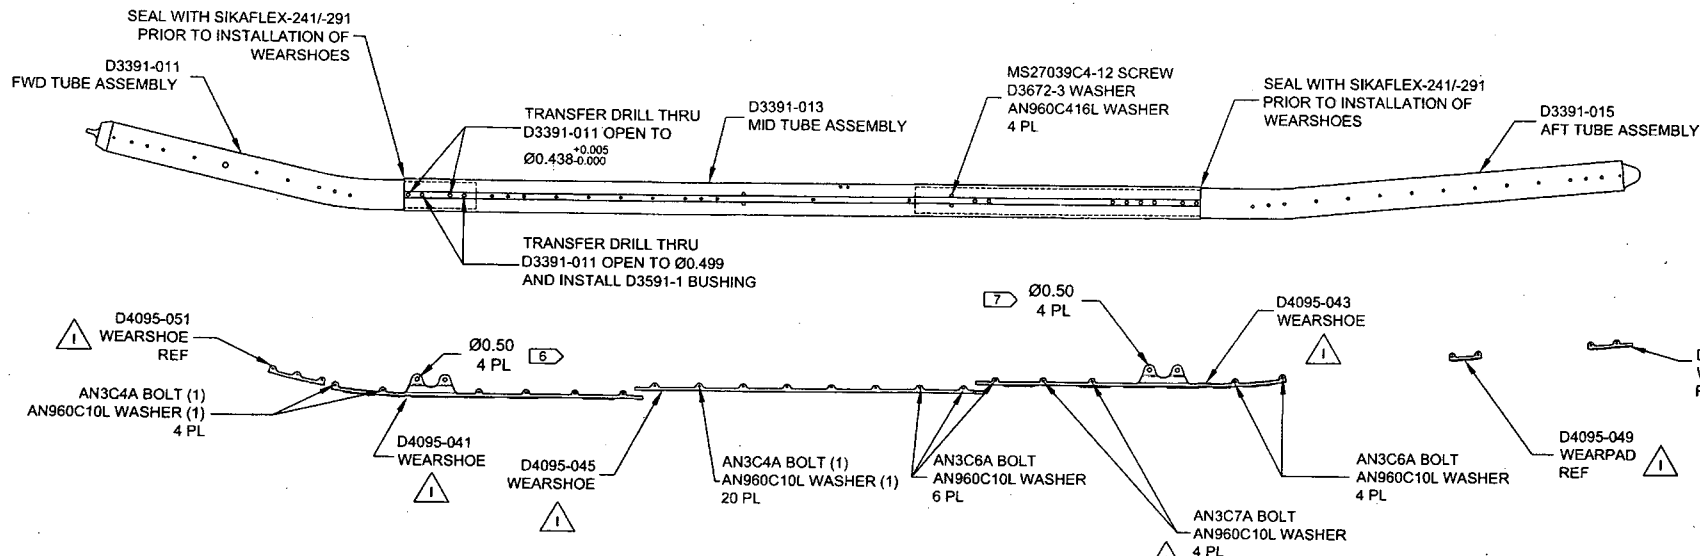 SEAL WITH SIKAFLEX-241/-291
PRIOR TO INSTALLATION OF
WEARSHOES
D3391-011
FWD TUBE ASSEMBLY
TRANSFER DRILL THRU
D3391-011 OPEN TO
Ø0.438 +0.005 -0.000
D3391-013
MID TUBE ASSEMBLY
MS27039C4-12 SCREW
D3672-3 WASHER
AN960C416L WASHER
4 PL
SEAL WITH SIKAFLEX-241/-291
PRIOR TO INSTALLATION OF
WEARSHOES
D3391-015
AFT TUBE ASSEMBLY
TRANSFER DRILL THRU
D3391-011 OPEN TO Ø0.499
AND INSTALL D3591-1 BUSHING
1
D4095-051
WEARSHOE
REF
Ø0.50
4 PL
6
7
Ø0.50
4 PL
D4095-043
WEARSHOE
1
AN3C4A BOLT (1)
AN960C10L WASHER (1)
4 PL
D4095-041
WEARSHOE
1
D4095-045
WEARSHOE
1
AN3C4A BOLT (1)
AN960C10L WASHER (1)
20 PL
AN3C6A BOLT
AN960C10L WASHER
6 PL
AN3C7A BOLT
AN960C10L WASHER
4 PL
AN3C6A BOLT
AN960C10L WASHER
4 PL
D4095-049
WEARPAD
REF
1